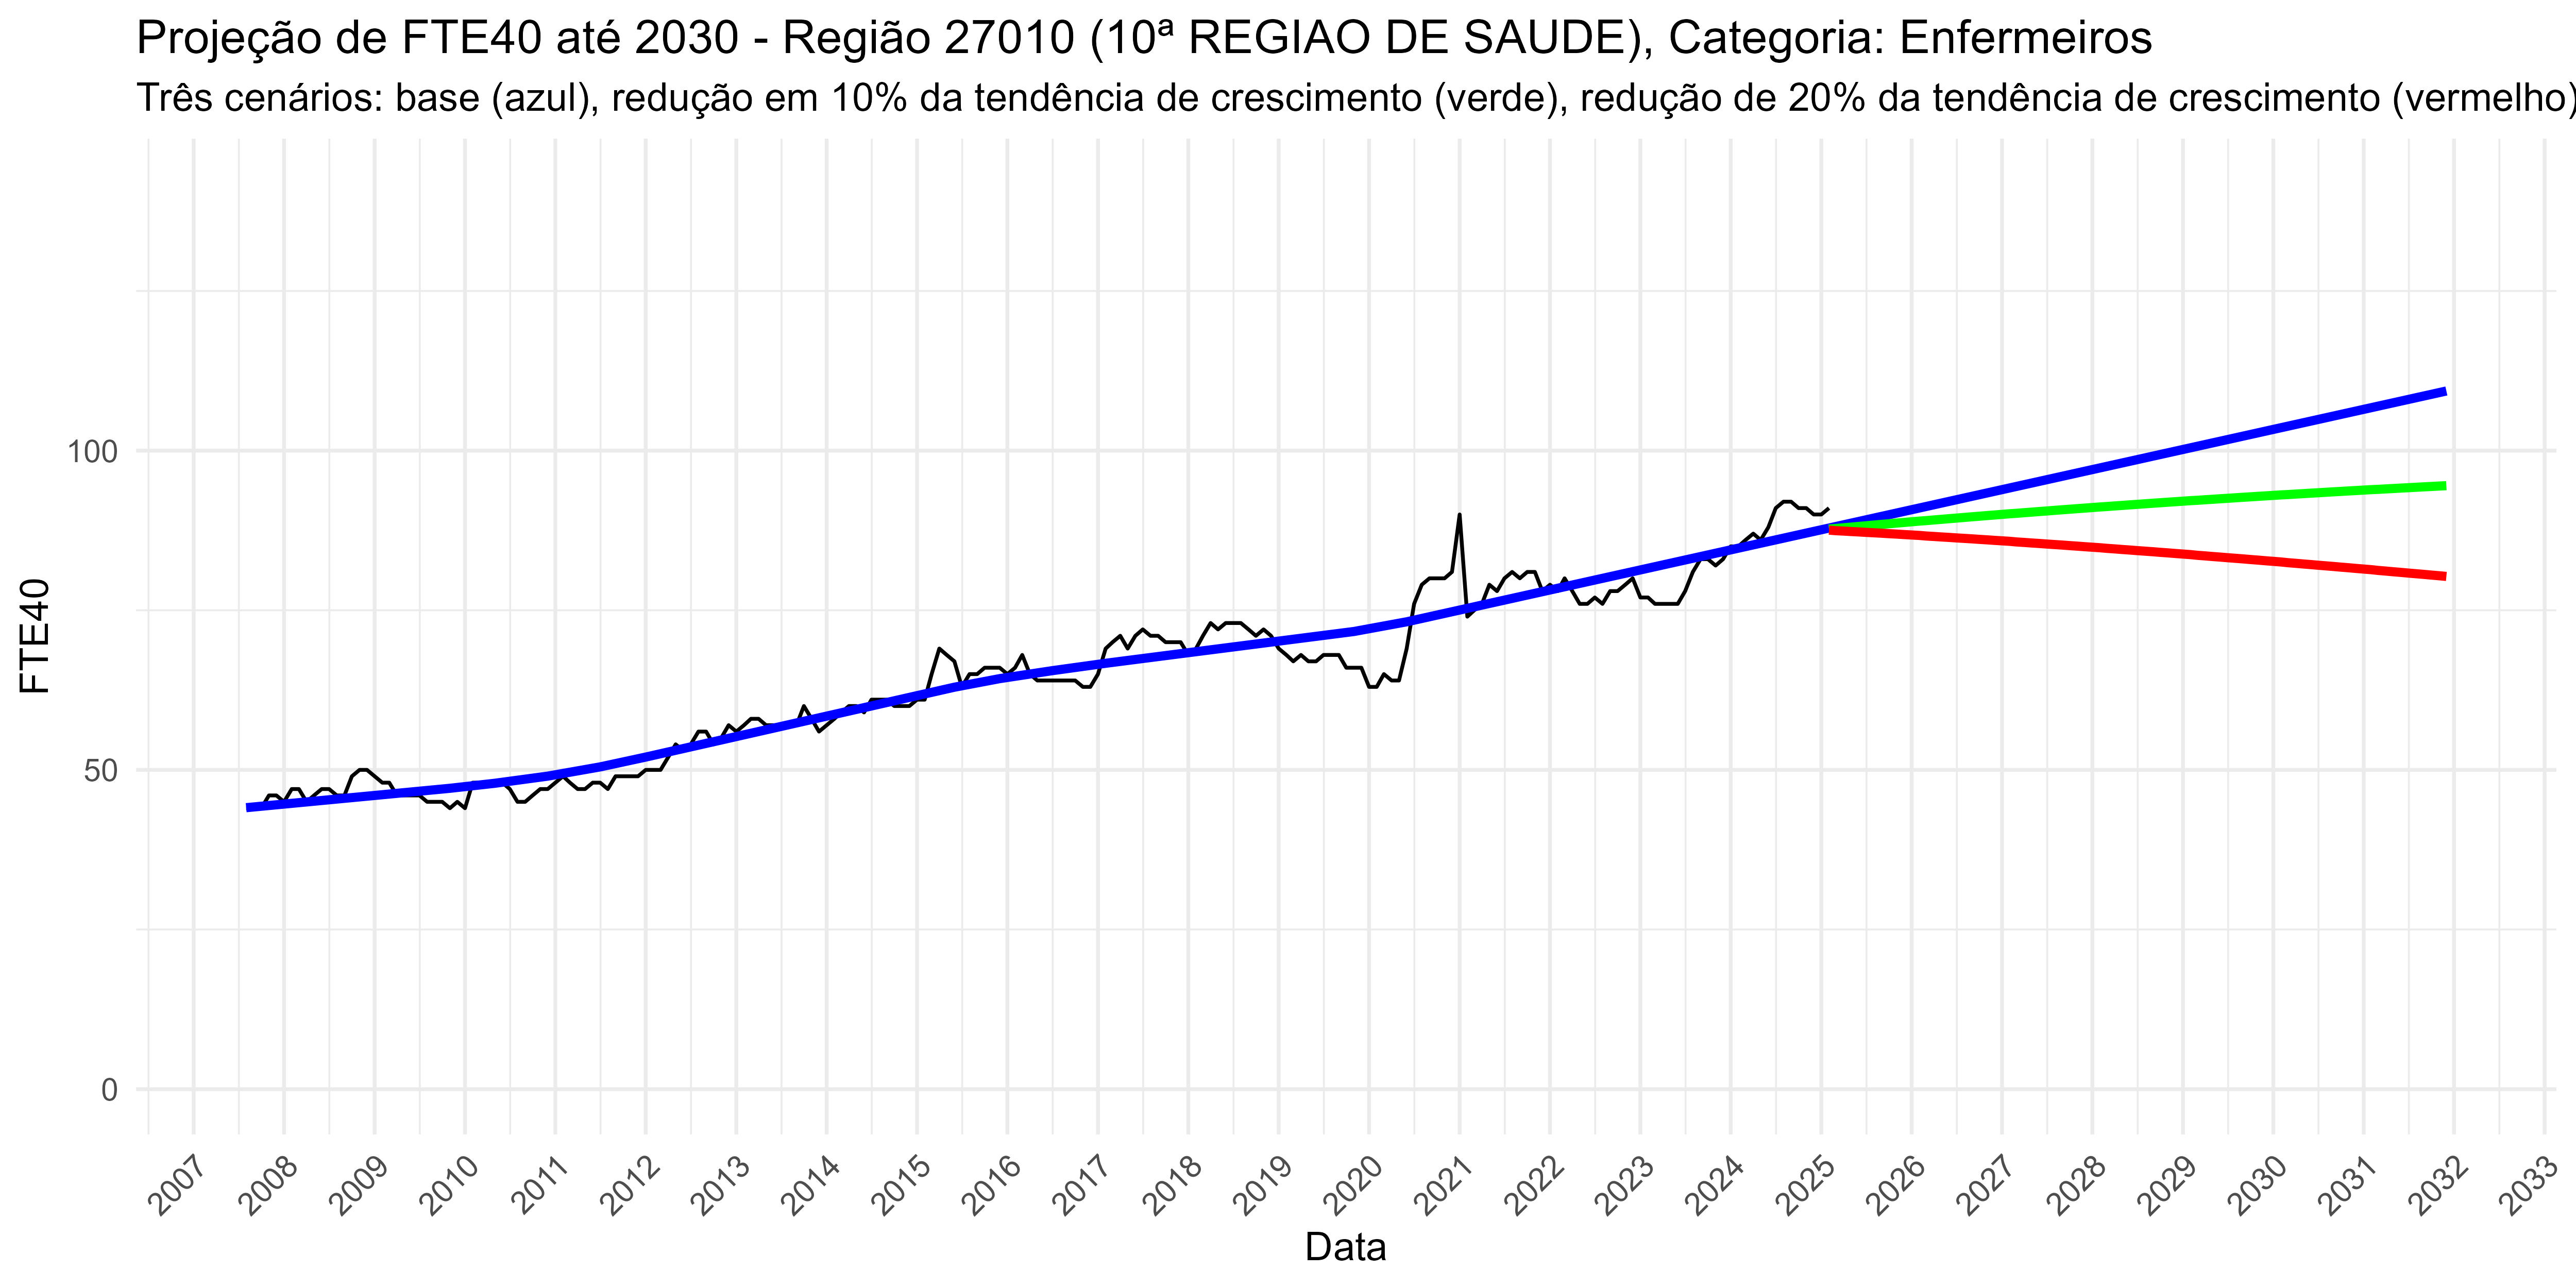 Projeção de FTE40 até 2030 - Região 27010 (10ª REGIAO DE SAUDE), Categoria: Enfermeiros
Três cenários: base (azul), redução em 10% da tendência de crescimento (verde), redução de 20% da tendência de crescimento (vermelho)
FTE40
100
50
0
2007 2008 2009 2010 2011 2012 2013 2014 2015 2016 2017 2018 2019 2020 2021 2022 2023 2024 2025 2026 2027 2028 2029 2030 2031 2032 2033
Data